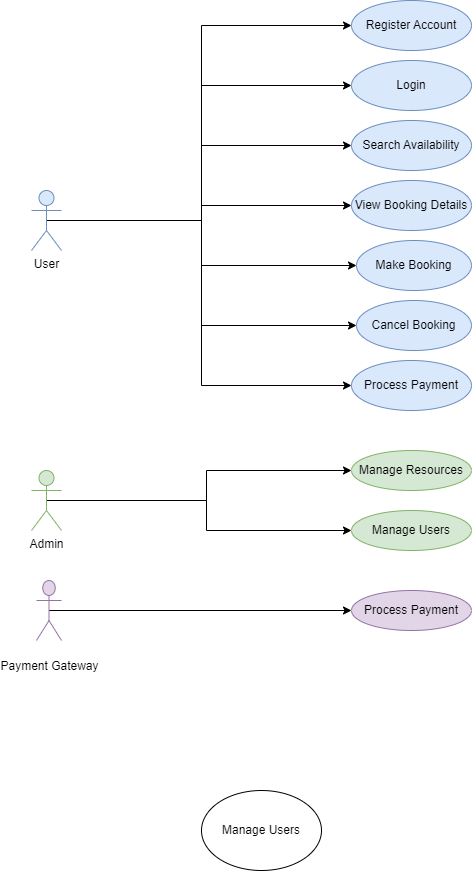 Register Account
Login
Search Availability
View Booking Details
User
Make Booking
Cancel Booking
Process Payment
Manage Resources
Manage Users
Admin
Process Payment
Payment Gateway
Manage Users